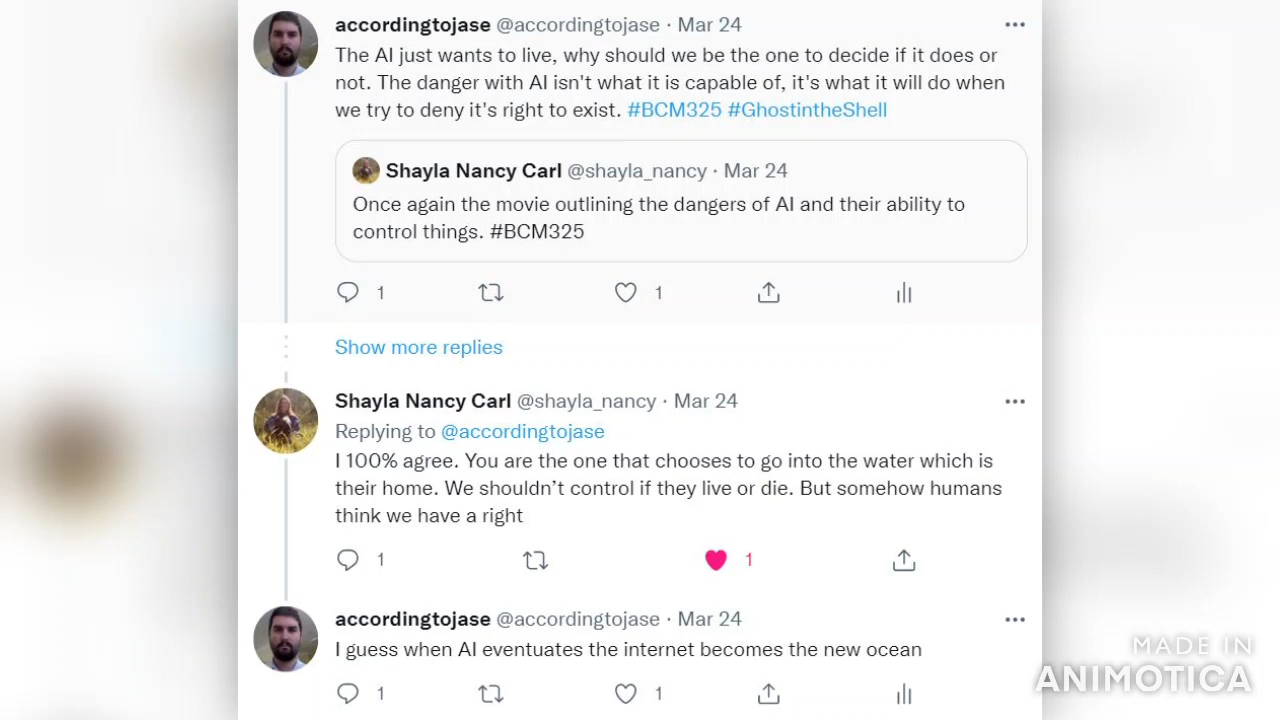 accordingtojase @accordingtojase · Mar 24
The AI just wants to live, why should we be the one to decide if it does or
not. The danger with AI isn't what it is capable of, it's what it will do when
we try to deny it's right to exist. #BCM325 #GhostintheShell
Shayla Nancy Carl @shayla_nancy · Mar 24
Once again the movie outlining the dangers of AI and their ability to
control things. #BCM325
1 1
Show more replies
Shayla Nancy Carl @shayla_nancy · Mar 24
Replying to @accordingtojase
I 100% agree. You are the one that chooses to go into the water which is
their home. We shouldn’t control if they live or die. But somehow humans
think we have a right
1 1
accordingtojase @accordingtojase · Mar 24
I guess when AI eventuates the internet becomes the new ocean
1 1
MADE IN
ANIMOTICA